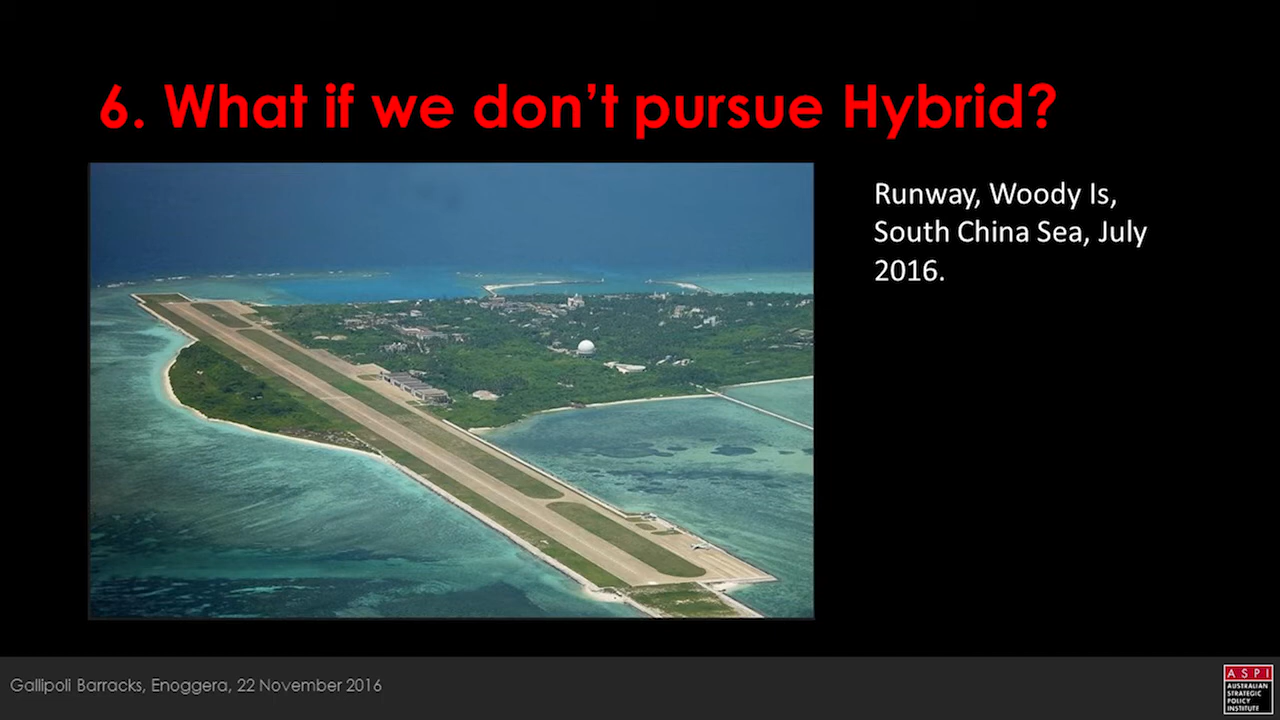 6. What if we don't pursue Hybrid?
Runway, Woody Is,
South China Sea, July
2016.
Gallipoli Barracks, Enoggera, 22 November 2016
ASPI
AUSTRALIAN
STRATEGIC
POLICY
INSTITUTE